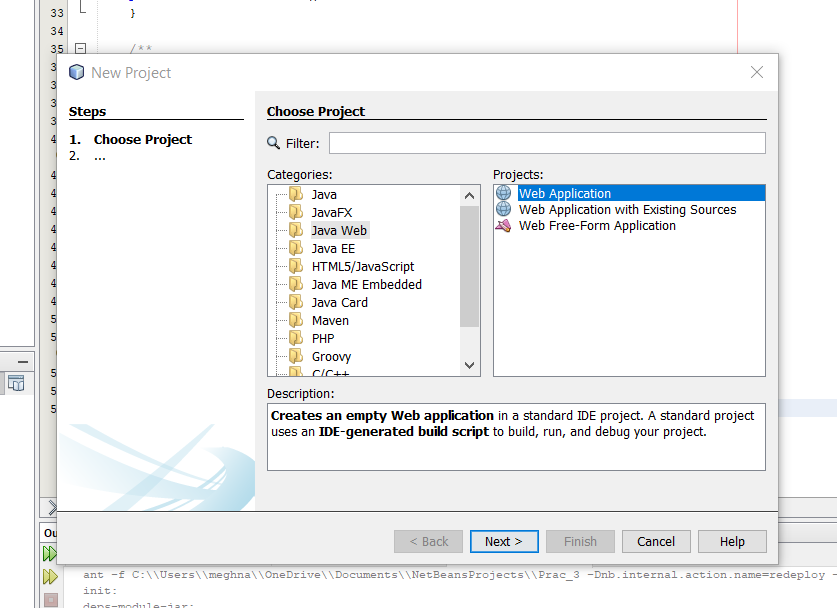 33 }
34
35 /**
New Project
Steps
1. Choose Project
2. ...
Choose Project
Filter:
Categories:
Java
JavaFX
Java Web
Java EE
HTML5/JavaScript
Java ME Embedded
Java Card
Maven
PHP
Groovy
C/C++
Projects:
Web Application
Web Application with Existing Sources
Web Free-Form Application
Description:
Creates an empty Web application in a standard IDE project. A standard project
uses an IDE-generated build script to build, run, and debug your project.
< Back Next > Finish Cancel Help
ant -f C:\\Users\\meghna\\OneDrive\\Documents\\NetBeansProjects\\Prac_3 -Dnb.internal.action.name=redeploy -
init:
deps-module-jar: